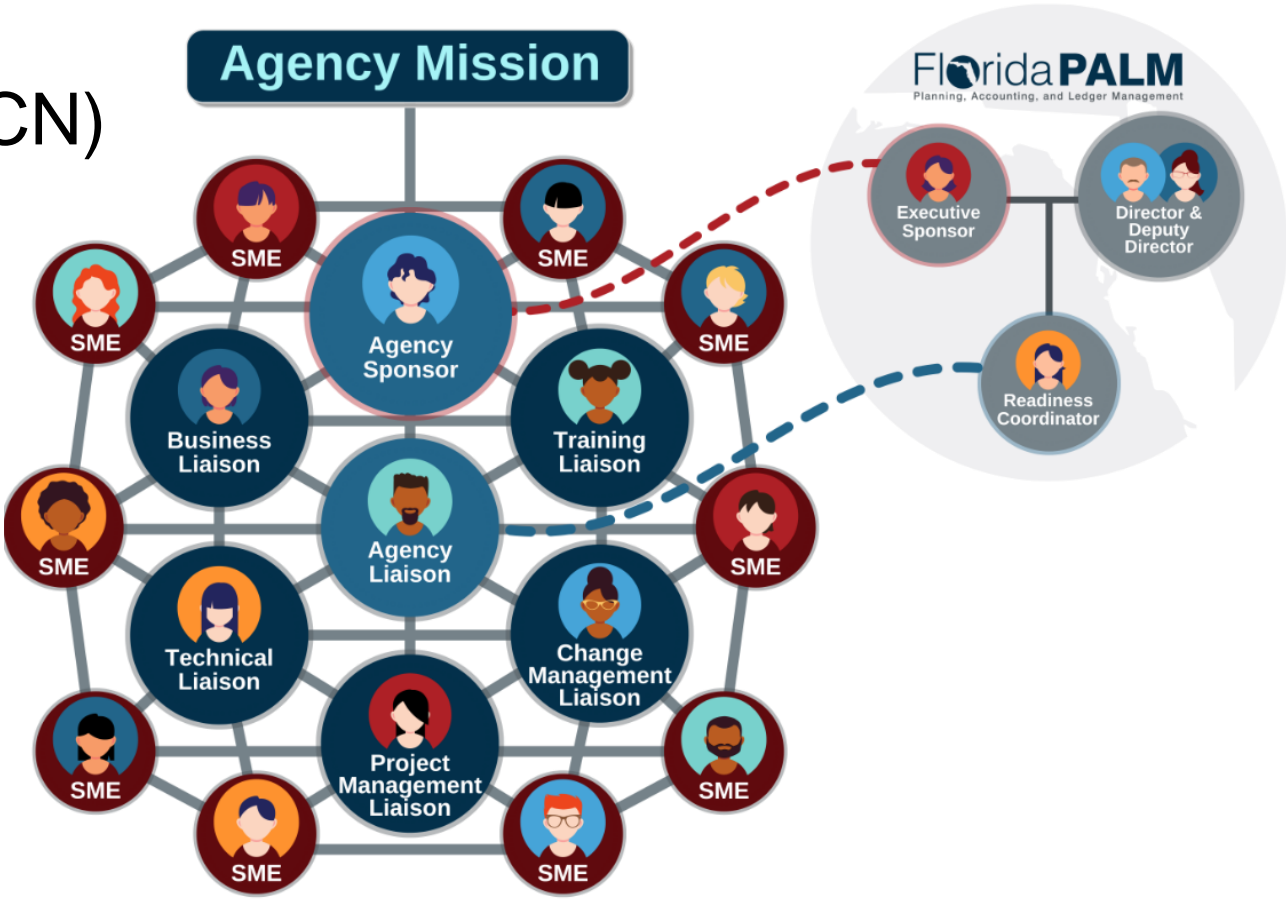 Agency Mission
CN)
Florida PALM
Planning, Accounting, and Ledger Management
SME
SME
Executive
Sponsor
Director &
Deputy
Director
SME
Agency
Sponsor
SME
Readiness
Coordinator
Business
Liaison
Training
Liaison
SME
Agency
Liaison
SME
Technical
Liaison
Change
Management
Liaison
SME
Project
Management
Liaison
SME
SME
SME